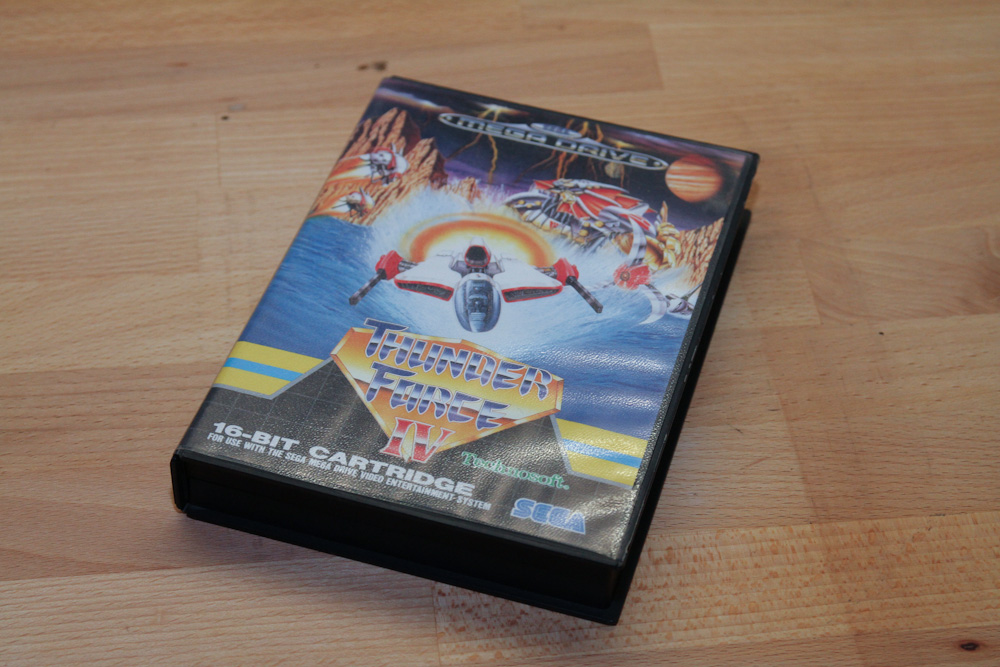 SEGA
MEGA DRIVE
THUNDER
FORCE
IV
16-BIT CARTRIDGE
FOR USE WITH THE SEGA MEGA DRIVE VIDEO ENTERTAINMENT SYSTEM
Technosoft.
SEGA